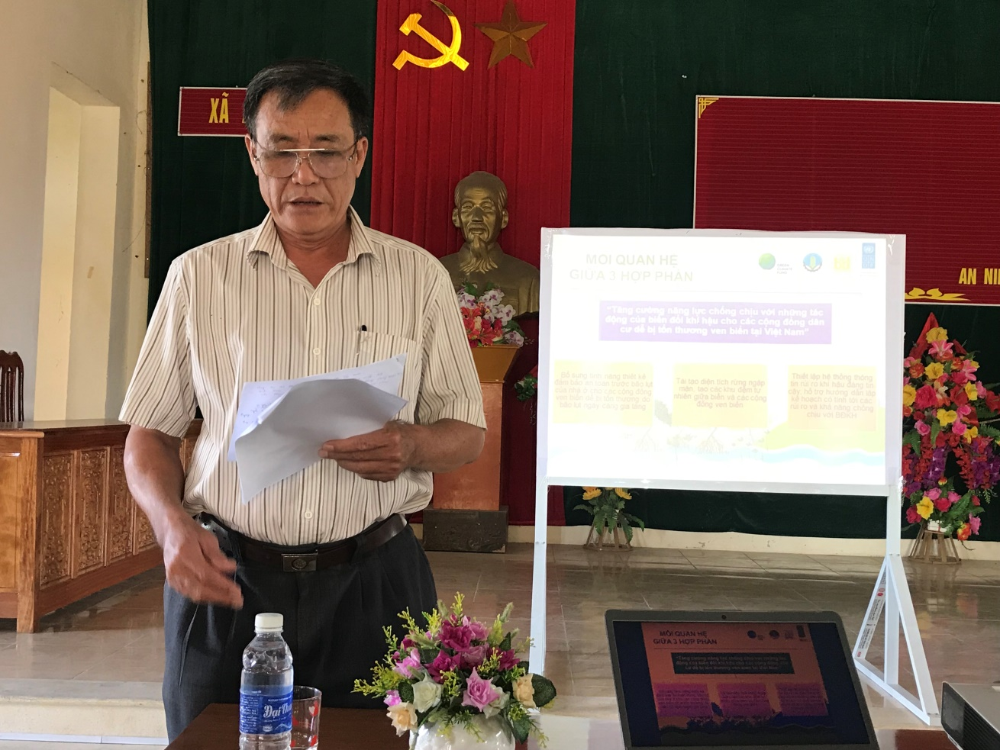 XÃ
AN NI
MỐI QUAN HỆ
GIỮA 3 HỢP PHẦN
GREEN
CLIMATE
FUND
"Tăng cường năng lực chống chịu với những tác
động của biến đổi khí hậu cho các cộng đồng dân
cư dễ bị tổn thương ven biển tại Việt Nam"
Bổ sung tính năng thiết kế
đảm bảo an toàn trước bão lụt
của nhà ở cho các cộng đồng
ven biển dễ bị tổn thương do
bão lụt ngày càng gia tăng
Tái tạo diện tích rừng ngập
mặn, tạo các khu đệm tự
nhiên giữa biển và các cộng
đồng ven biển
Thiết lập hệ thống thông
tin rủi ro khí hậu đáng tin
cậy, hỗ trợ hướng dẫn lập
kế hoạch có tính tới các
rủi ro và khả năng chống
chịu với BĐKH
MỐI QUAN HỆ
GIỮA 3 HỢP PHẦN
Đại